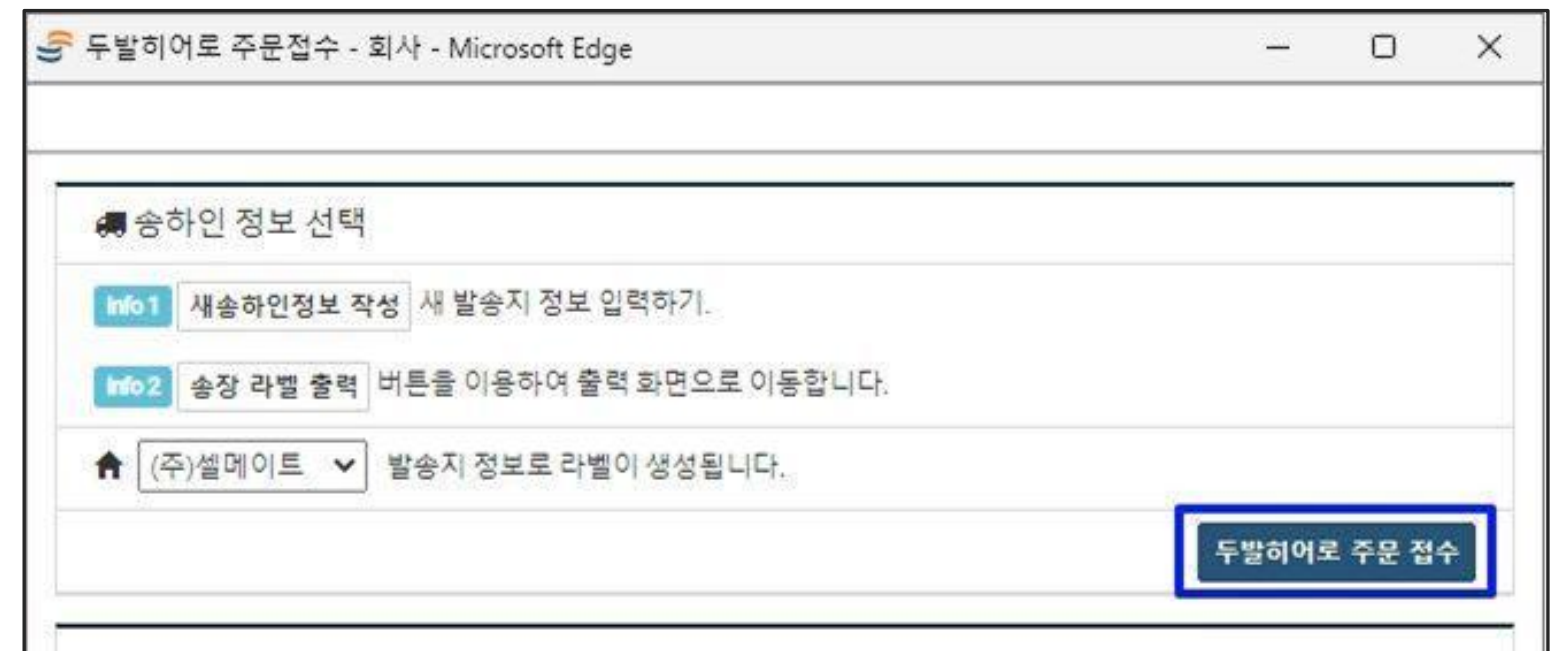 두발히어로 주문접수 - 회사 - Microsoft Edge
송하인 정보 선택
Info 1 새송하인정보 작성 새 발송지 정보 입력하기.
Info 2 송장 라벨 출력 버튼을 이용하여 출력 화면으로 이동합니다.
(주)셀메이트 발송지 정보로 라벨이 생성됩니다.
두발히어로 주문 접수